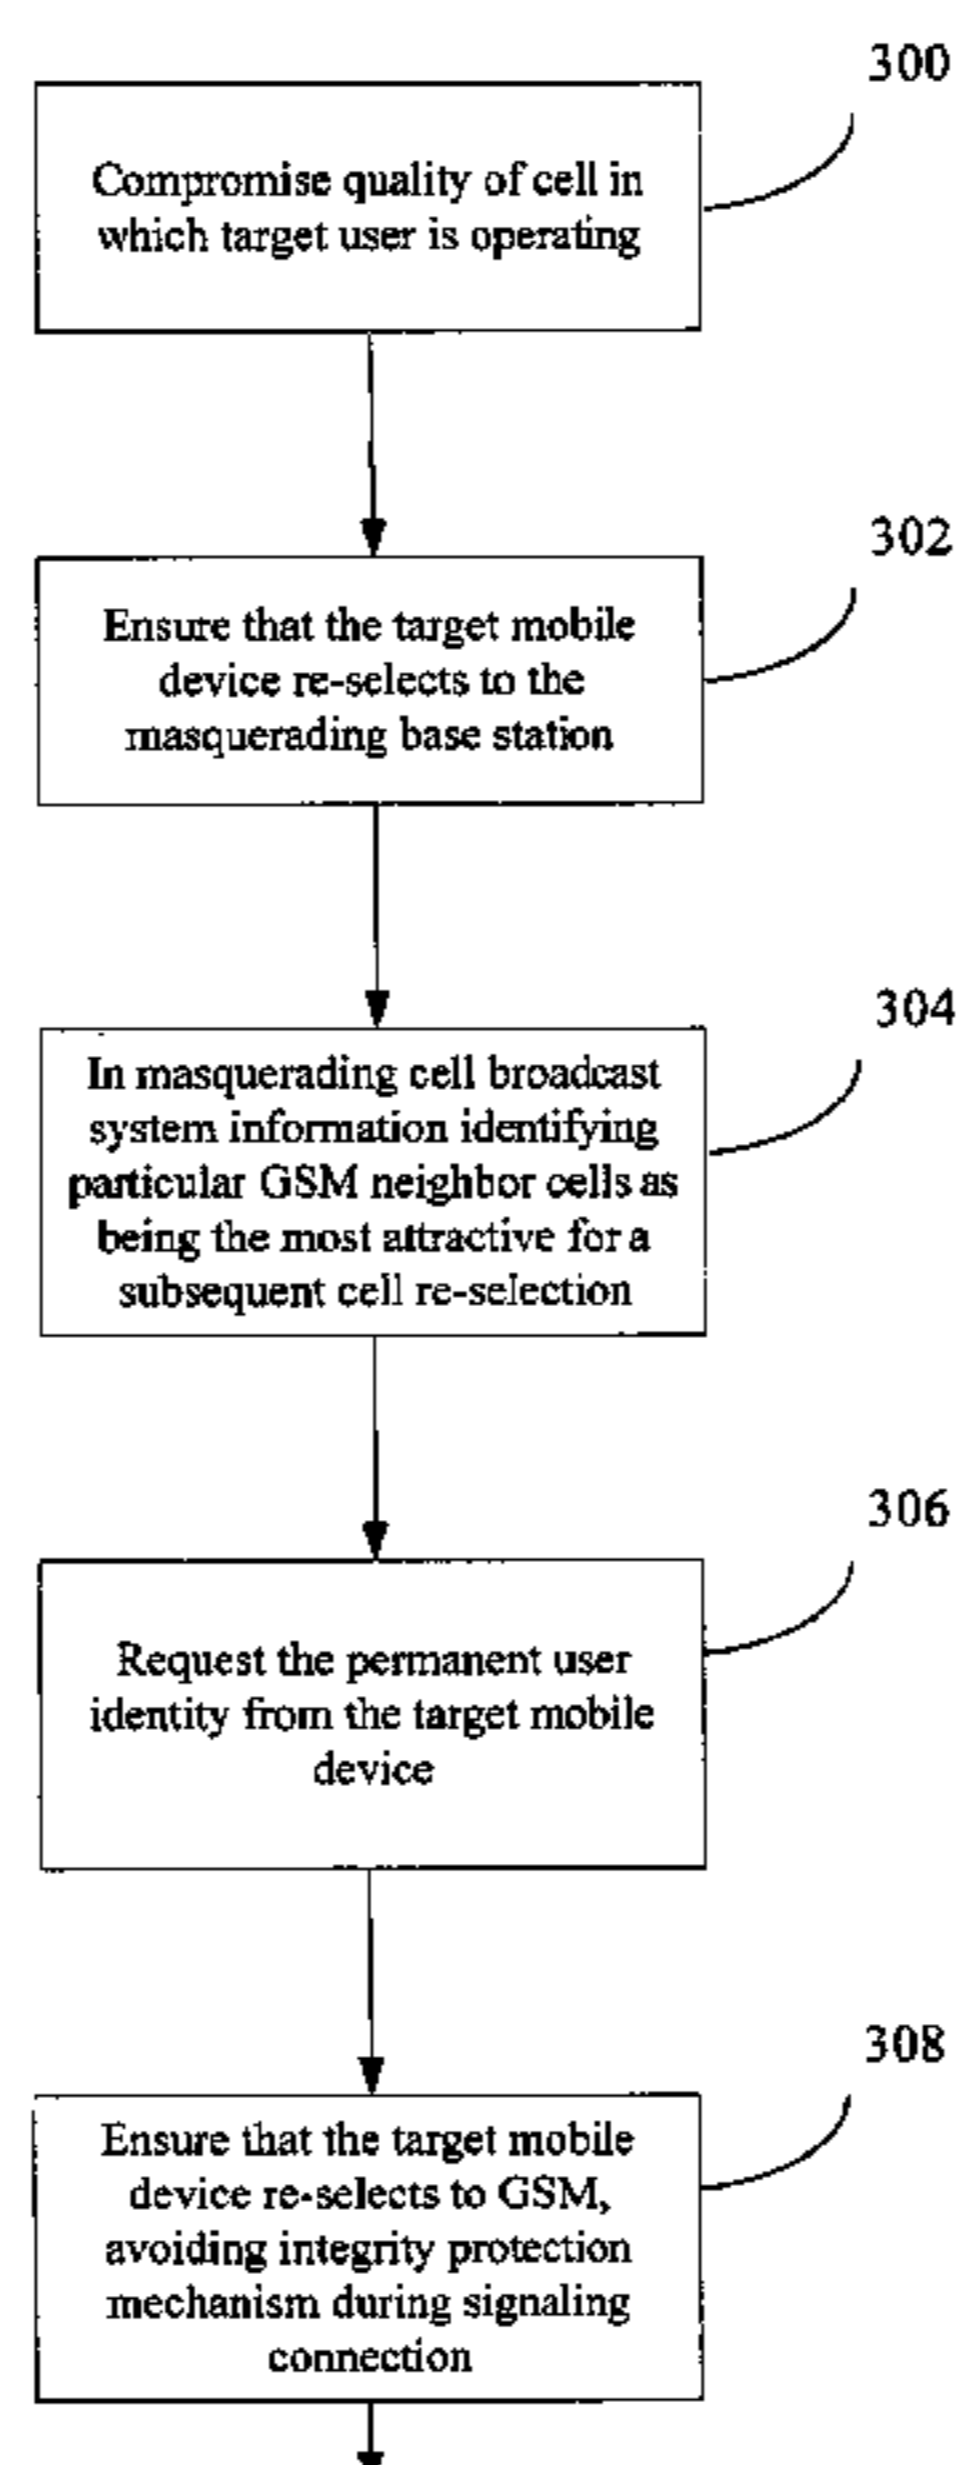 300
Compromise quality of cell in
which target user is operating
302
Ensure that the target mobile
device re-selects to the
masquerading base station
304
In masquerading cell broadcast
system information identifying
particular GSM neighbor cells as
being the most attractive for a
subsequent cell re-selection
306
Request the permanent user
identity from the target mobile
device
308
Ensure that the target mobile
device re-selects to GSM,
avoiding integrity protection
mechanism during signaling
connection